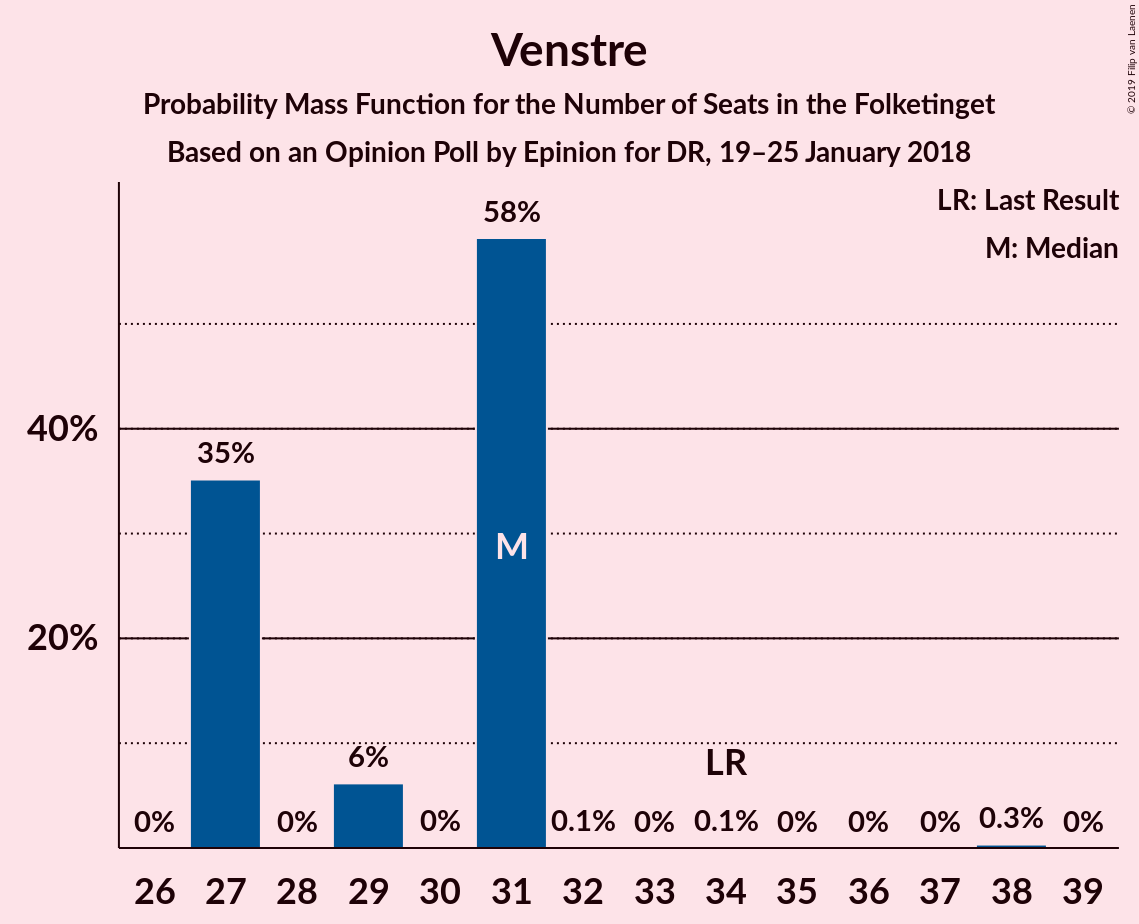 Venstre
Probability Mass Function for the Number of Seats in the Folketinget
Based on an Opinion Poll by Epinion for DR, 19–25 January 2018
© 2019 Filip van Laenen
LR: Last Result
M: Median
58%
40%
35%
M
20%
6%
LR
0% 0% 0% 0.1% 0% 0.1% 0% 0% 0% 0.3% 0%
26 27 28 29 30 31 32 33 34 35 36 37 38 39